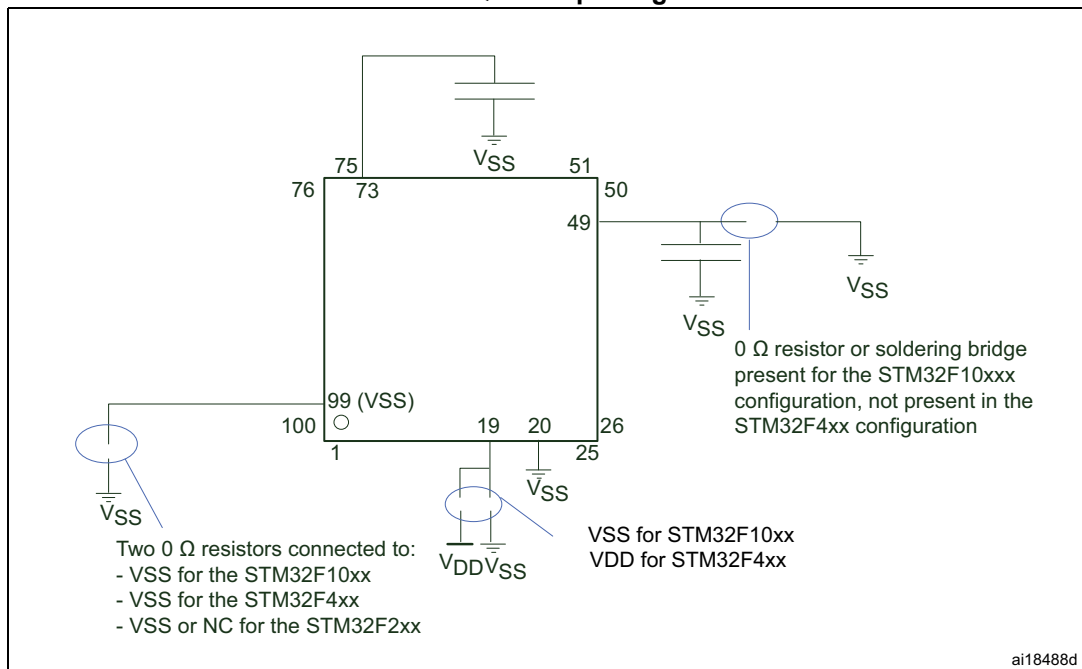 VSS
75
51
76
73
50
49
VSS
VSS
0 Ω resistor or soldering bridge
present for the STM32F10xxx
configuration, not present in the
STM32F4xx configuration
99 (VSS)
100
19
20
26
1
25
VSS
VSS
VDD VSS
VSS for STM32F10xx
VDD for STM32F4xx
Two 0 Ω resistors connected to:
- VSS for the STM32F10xx
- VSS for the STM32F4xx
- VSS or NC for the STM32F2xx
ai18488d